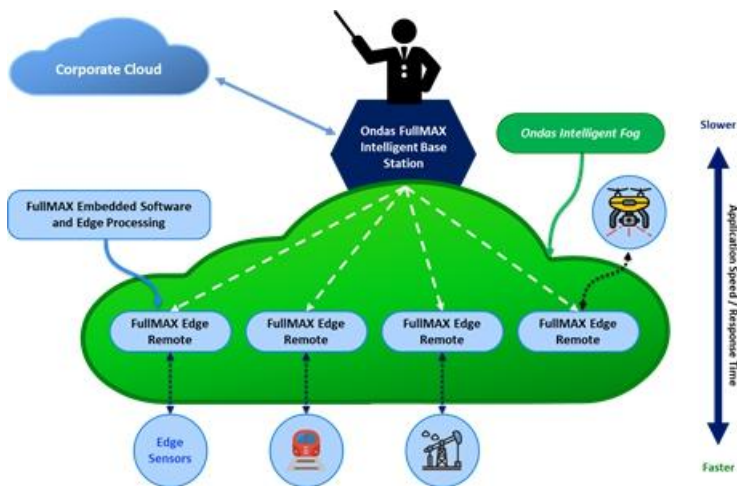 Corporate Cloud
Ondas FullMAX
Intelligent Base
Station
Ondas Intelligent Fog
Slower
FullMAX Embedded Software
and Edge Processing
Application Speed / Response Time
FullMAX Edge
Remote
FullMAX Edge
Remote
FullMAX Edge
Remote
FullMAX Edge
Remote
Edge
Sensors
Faster